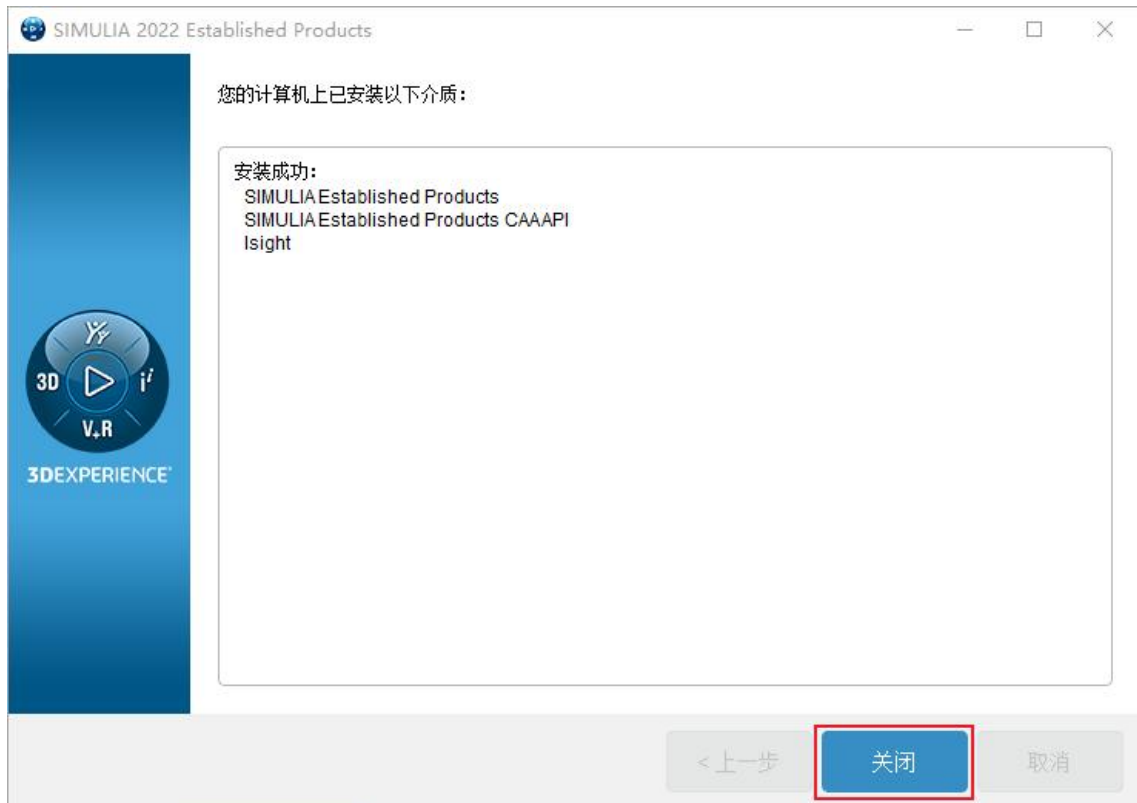 SIMULIA 2022 Established Products
您的计算机上已安装以下介质：
安装成功：
SIMULIA Established Products
SIMULIA Established Products CAAAPI
Isight
3D
i
V+R
3DEXPERIENCE
<上一步
关闭
取消